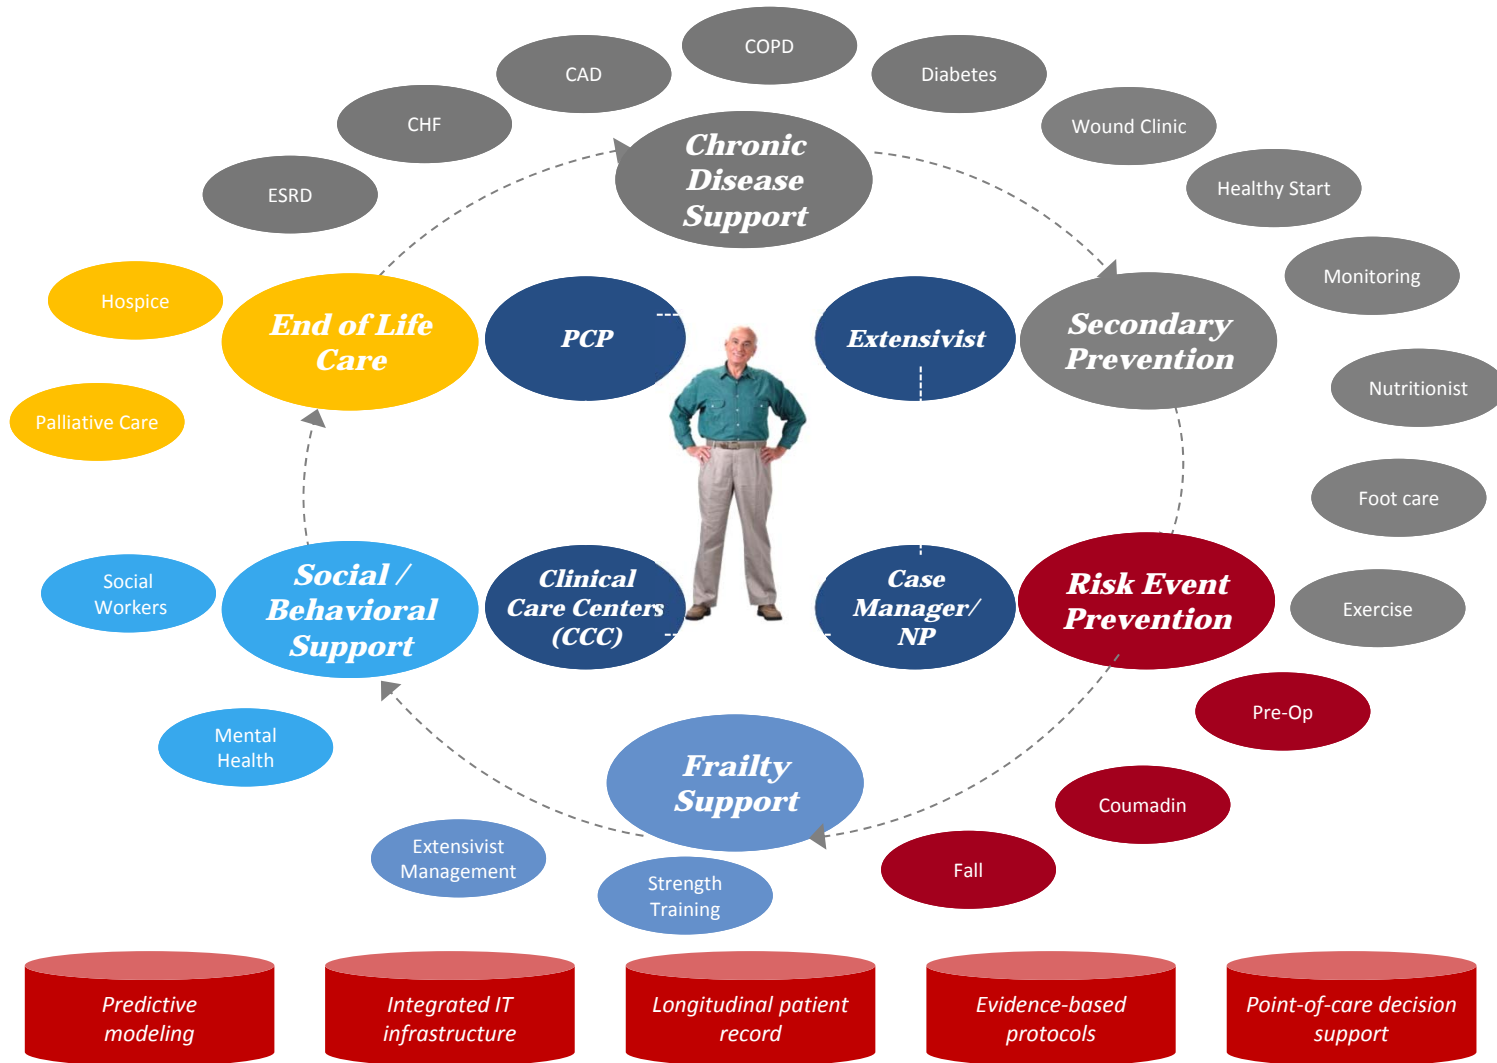 COPD
CAD
Diabetes
CHF
Wound Clinic
ESRD
Healthy Start
Chronic
Disease
Support
Monitoring
Hospice
End of Life
Care
PCP
Extensivist
Secondary
Prevention
Nutritionist
Palliative Care
Foot care
Social
Workers
Social /
Behavioral
Support
Clinical
Care Centers
(CCC)
Case
Manager/
NP
Risk Event
Prevention
Exercise
Pre-Op
Mental
Health
Frailty
Support
Coumadin
Extensivist
Management
Strength
Training
Fall
Predictive
modeling
Integrated IT
infrastructure
Longitudinal patient
record
Evidence-based
protocols
Point-of-care decision
support